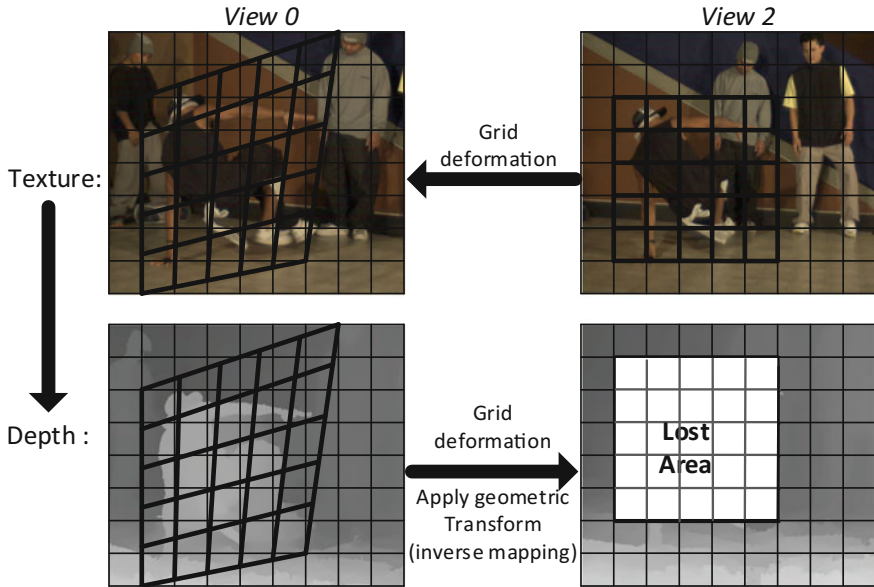 View 0
View 2
Grid
deformation
Texture:
Depth :
Grid
deformation
Apply geometric
Transform
(inverse mapping)
Lost
Area